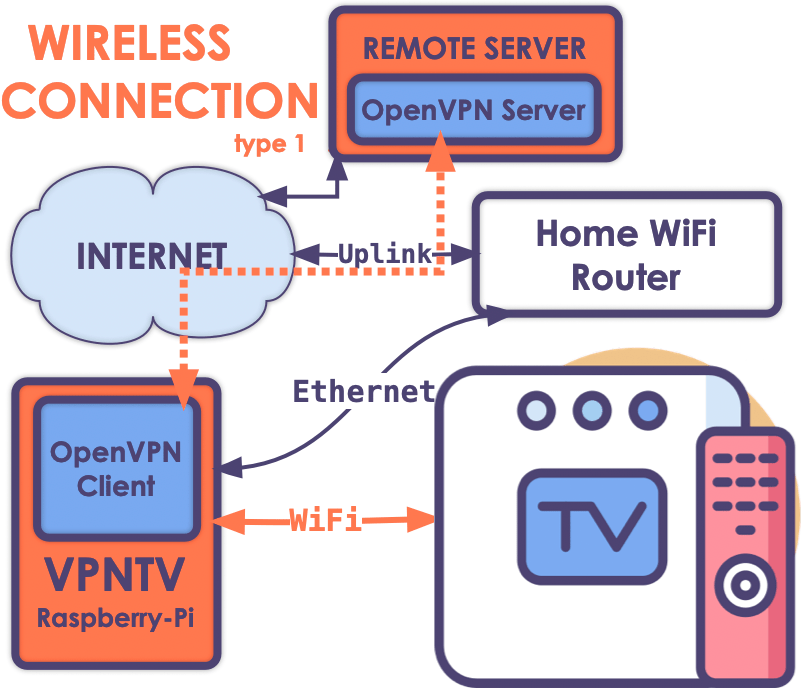 WIRELESS
CONNECTION
type 1
REMOTE SERVER
OpenVPN Server
INTERNET
Uplink
Home WiFi
Router
Ethernet
OpenVPN
Client
WiFi
TV
VPNTV
Raspberry-Pi